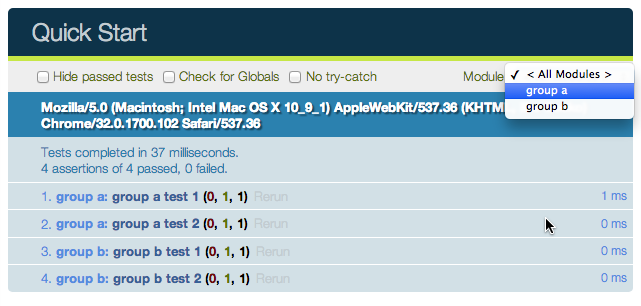 Quick Start
Hide passed tests Check for Globals No try-catch Module
✓ < All Modules >
group a
group b
Mozilla/5.0 (Macintosh; Intel Mac OS X 10_9_1) AppleWebKit/537.36 (KHTM
Chrome/32.0.1700.102 Safari/537.36
Tests completed in 37 milliseconds.
4 assertions of 4 passed, 0 failed.
1. group a: group a test 1 (0, 1, 1) Rerun 1 ms
2. group a: group a test 2 (0, 1, 1) Rerun 0 ms
3. group b: group b test 1 (0, 1, 1) Rerun 0 ms
4. group b: group b test 2 (0, 1, 1) Rerun 0 ms